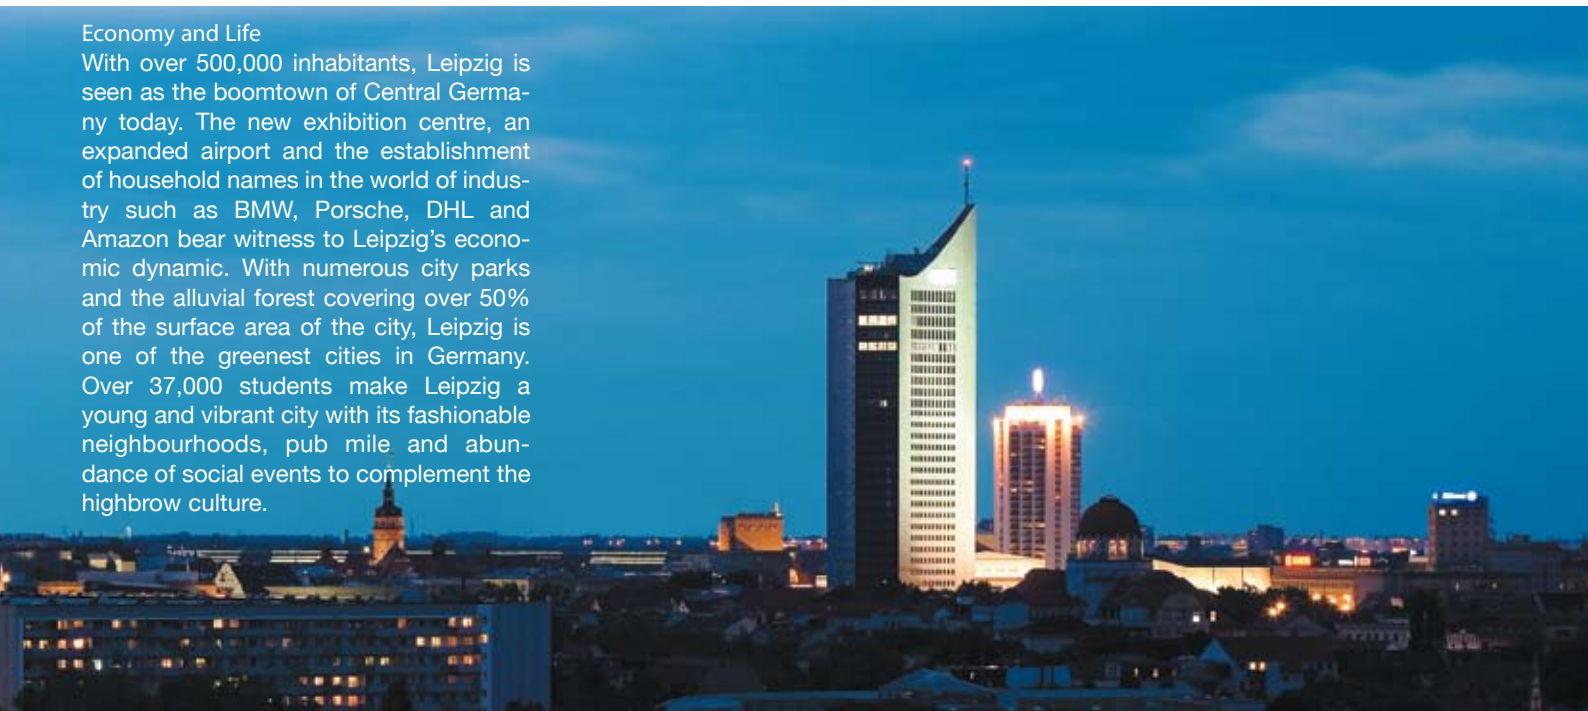 Economy and Life
With over 500,000 inhabitants, Leipzig is
seen as the boomtown of Central Germa-
ny today. The new exhibition centre, an
expanded airport and the establishment
of household names in the world of indus-
try such as BMW, Porsche, DHL and
Amazon bear witness to Leipzig’s econo-
mic dynamic. With numerous city parks
and the alluvial forest covering over 50%
of the surface area of the city, Leipzig is
one of the greenest cities in Germany.
Over 37,000 students make Leipzig a
young and vibrant city with its fashionable
neighbourhoods, pub mile and abun-
dance of social events to complement the
highbrow culture.